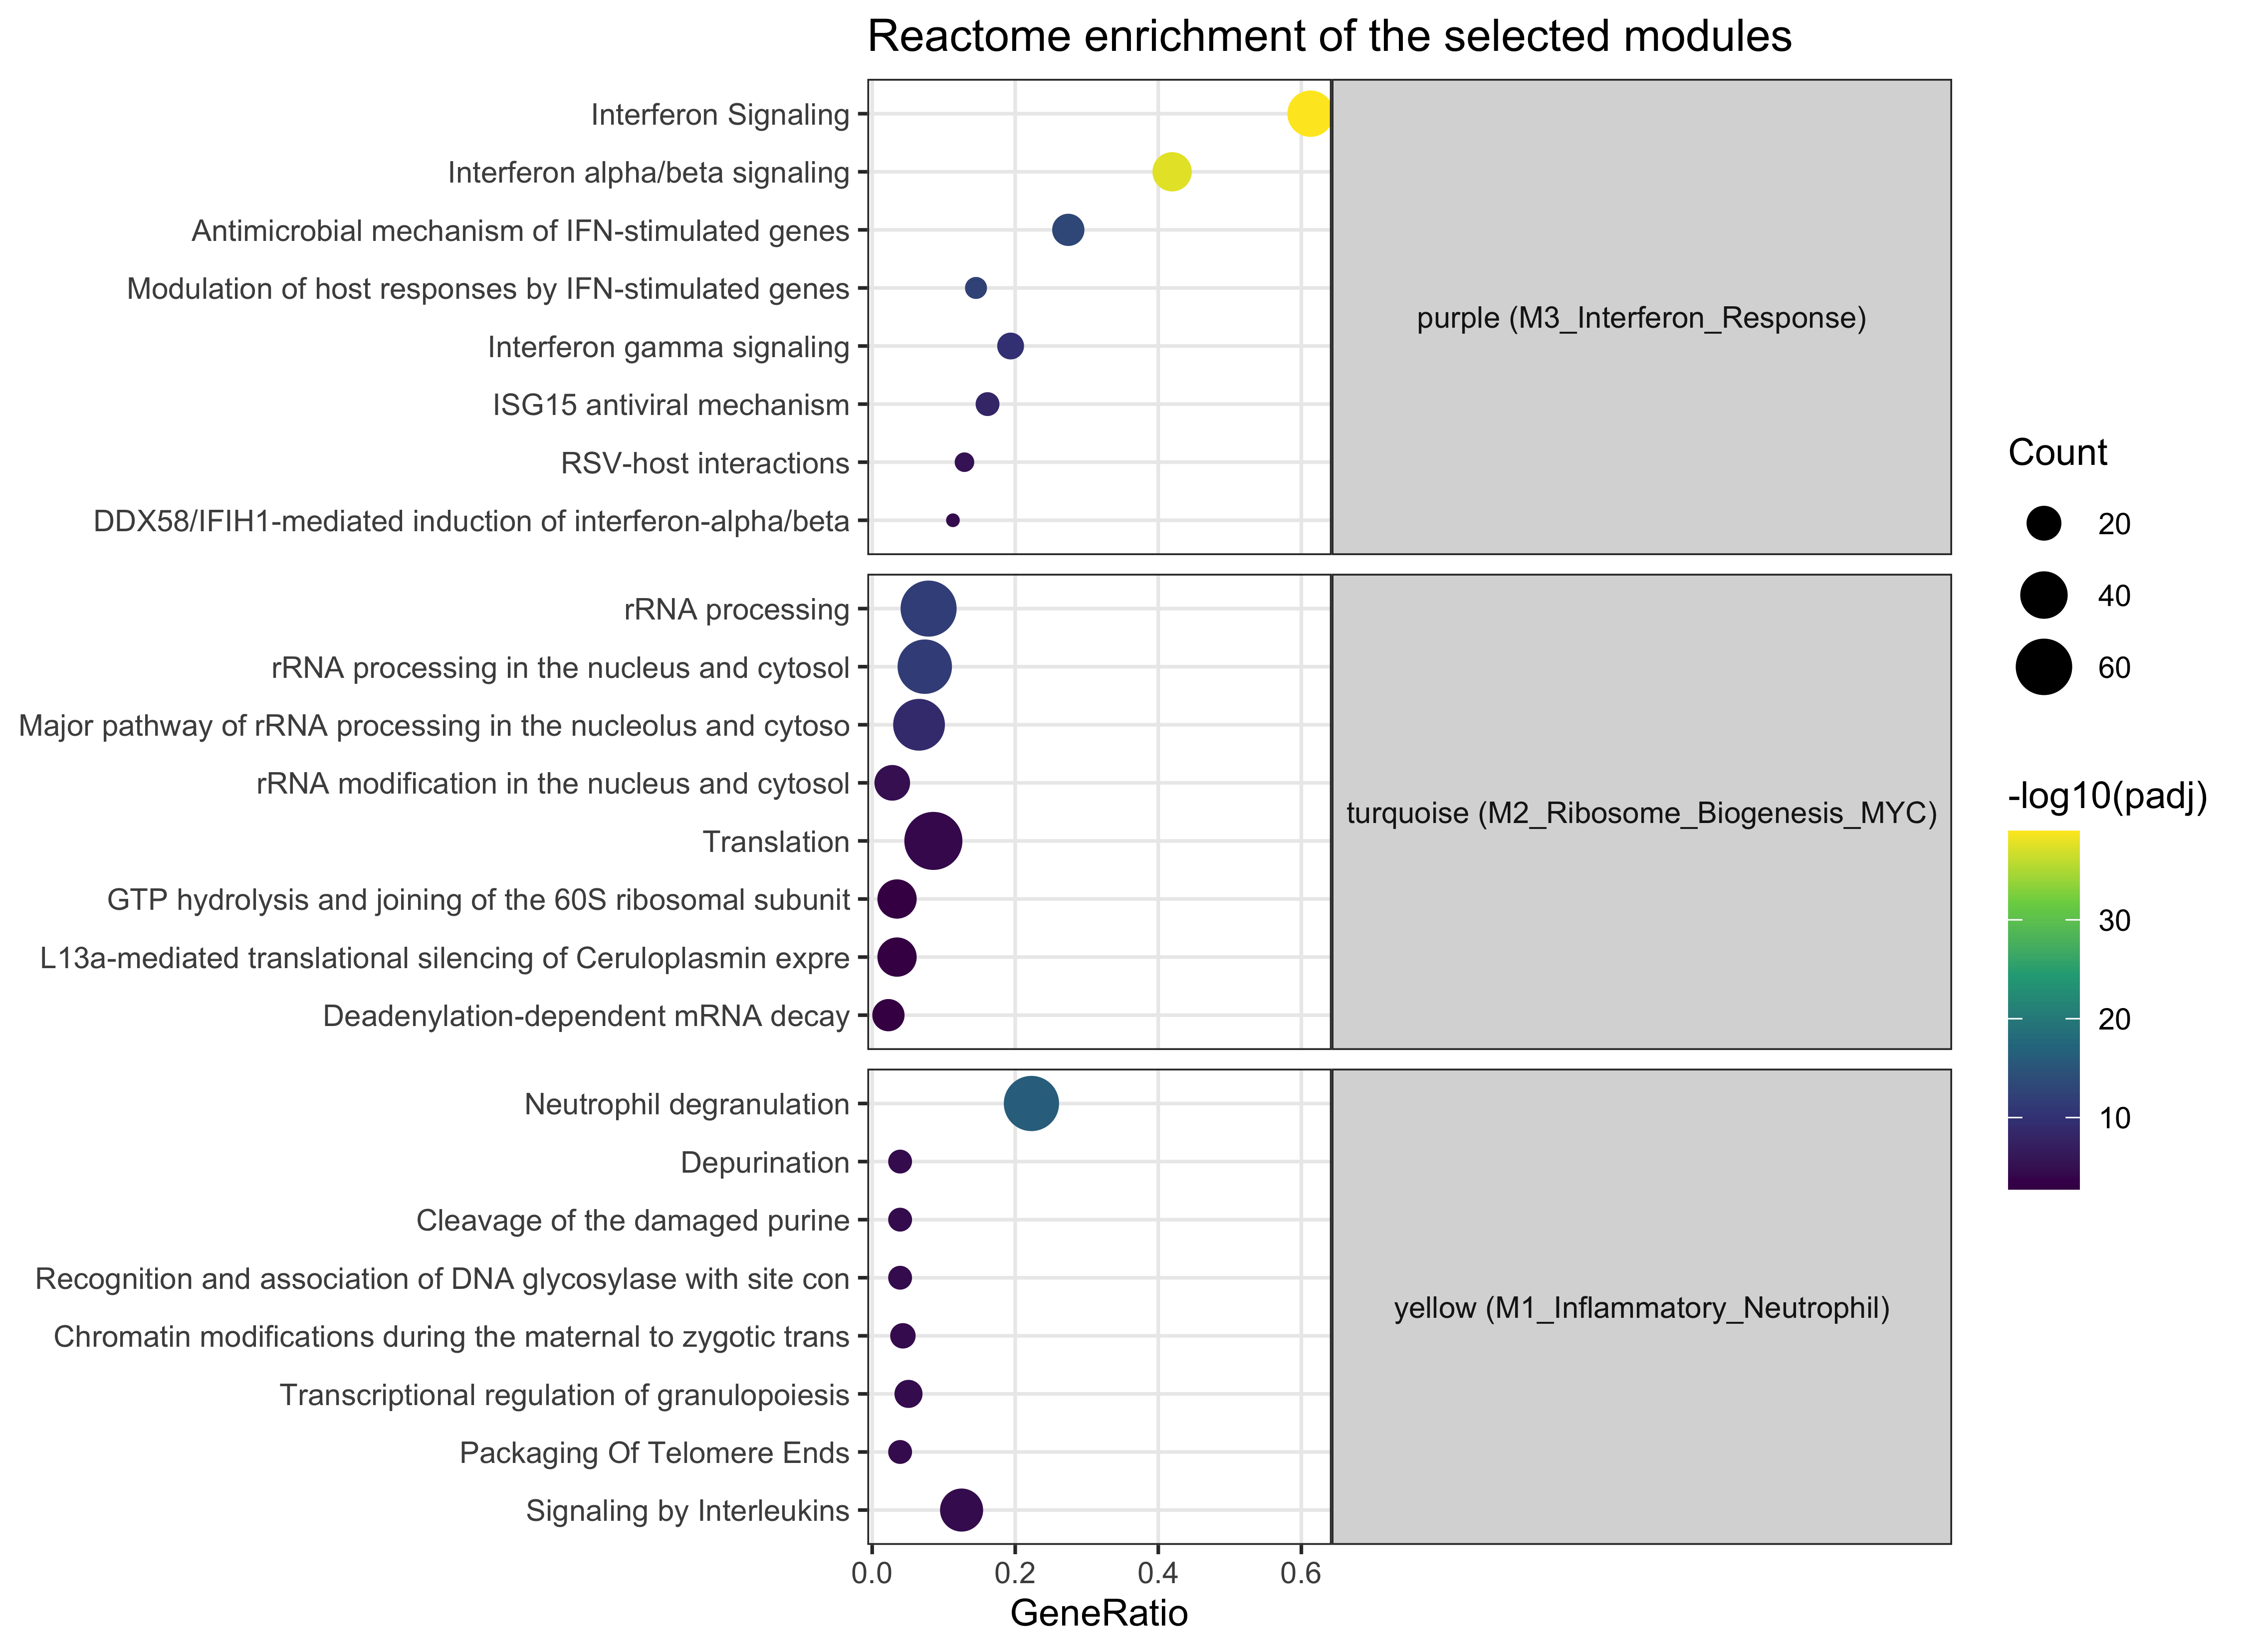 Reactome enrichment of the selected modules
Interferon Signaling
Interferon alpha/beta signaling
Antimicrobial mechanism of IFN-stimulated genes
Modulation of host responses by IFN-stimulated genes
Interferon gamma signaling
ISG15 antiviral mechanism
RSV-host interactions
DDX58/IFIH1-mediated induction of interferon-alpha/beta
purple (M3_Interferon_Response)
rRNA processing
rRNA processing in the nucleus and cytosol
Major pathway of rRNA processing in the nucleolus and cytoso
rRNA modification in the nucleus and cytosol
Translation
GTP hydrolysis and joining of the 60S ribosomal subunit
L13a-mediated translational silencing of Ceruloplasmin expre
Deadenylation-dependent mRNA decay
turquoise (M2_Ribosome_Biogenesis_MYC)
Neutrophil degranulation
Depurination
Cleavage of the damaged purine
Recognition and association of DNA glycosylase with site con
Chromatin modifications during the maternal to zygotic trans
Transcriptional regulation of granulopoiesis
Packaging Of Telomere Ends
Signaling by Interleukins
yellow (M1_Inflammatory_Neutrophil)
0.0 0.2 0.4 0.6
GeneRatio
Count
20
40
60
-log10(padj)
30
20
10